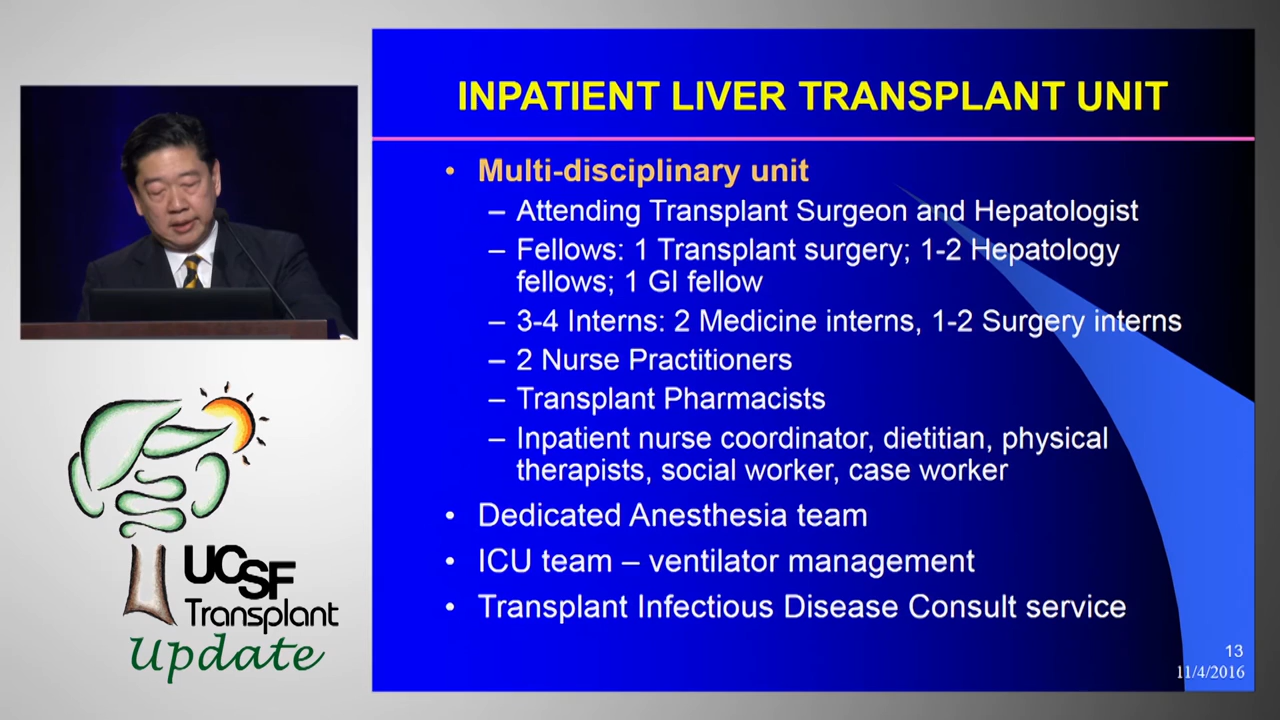 INPATIENT LIVER TRANSPLANT UNIT
• Multi-disciplinary unit
– Attending Transplant Surgeon and Hepatologist
– Fellows: 1 Transplant surgery; 1-2 Hepatology
fellows; 1 GI fellow
– 3-4 Interns: 2 Medicine interns, 1-2 Surgery interns
– 2 Nurse Practitioners
– Transplant Pharmacists
– Inpatient nurse coordinator, dietitian, physical
therapists, social worker, case worker
• Dedicated Anesthesia team
• ICU team – ventilator management
• Transplant Infectious Disease Consult service
13
11/4/2016
UCSF
Transplant
Update